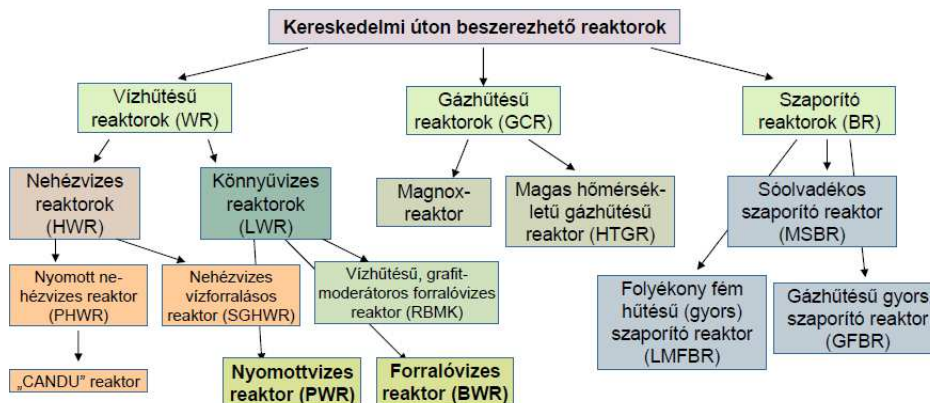 Kereskedelmi úton beszerezhető reaktorok
Vízhűtésű
reaktorok (WR)
Gázhűtésű
reaktorok (GCR)
Szaporító
reaktorok (BR)
Nehézvizes
reaktorok
(HWR)
Könnyűvizes
reaktorok
(LWR)
Magnox-
reaktor
Magas hőmérsék-
letű gázhűtésű
reaktor (HTGR)
Sóolvadékos
szaporító reaktor
(MSBR)
Nyomott ne-
hézvizes reaktor
(PHWR)
Nehézvizes
vízforralásos
reaktor (SGHWR)
Vízhűtésű, grafit-
moderátoros forralóvizes
reaktor (RBMK)
Folyékony fém
hűtésű (gyors)
szaporító reaktor
(LMFBR)
Gázhűtésű gyors
szaporító reaktor
(GFBR)
„CANDU” reaktor
Nyomottvizes
reaktor (PWR)
Forralóvizes
reaktor (BWR)